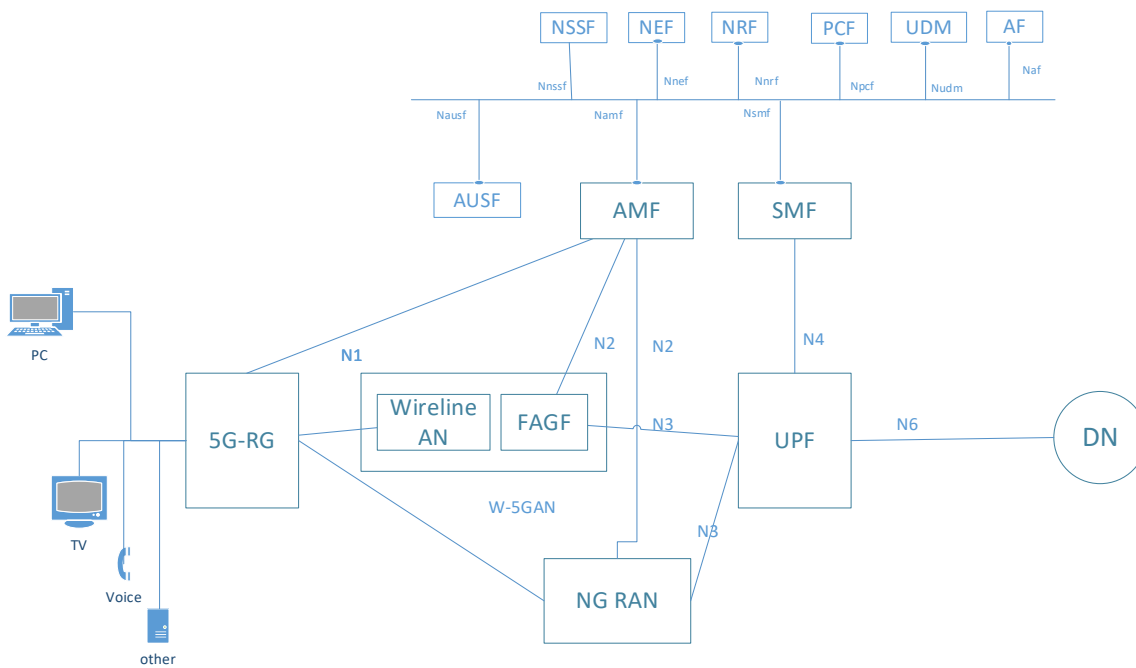 NSSF
NEF
NRF
PCF
UDM
AF
Nnssf
Nnef
Nnrf
Npcf
Nudm
Naf
Nausf
Namf
Nsmf
AUSF
AMF
SMF
PC
N1
N2
N2
N4
5G-RG
Wireline
AN
FAGF
N3
UPF
N6
DN
W-5GAN
N3
TV
Voice
NG RAN
other